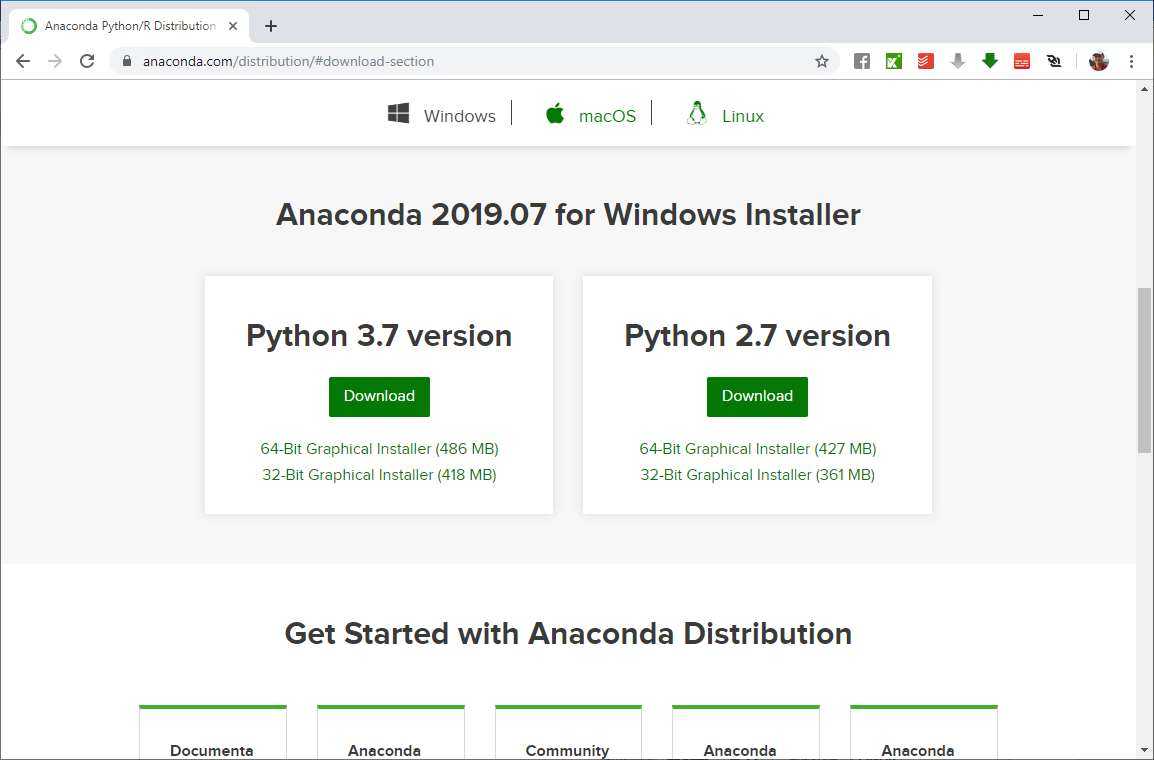 Anaconda Python/R Distribution
anaconda.com/distribution/#download-section
Windows macOS Linux
Anaconda 2019.07 for Windows Installer
Python 3.7 version
Download
64-Bit Graphical Installer (486 MB)
32-Bit Graphical Installer (418 MB)
Python 2.7 version
Download
64-Bit Graphical Installer (427 MB)
32-Bit Graphical Installer (361 MB)
Get Started with Anaconda Distribution
Documenta Anaconda Community Anaconda Anaconda